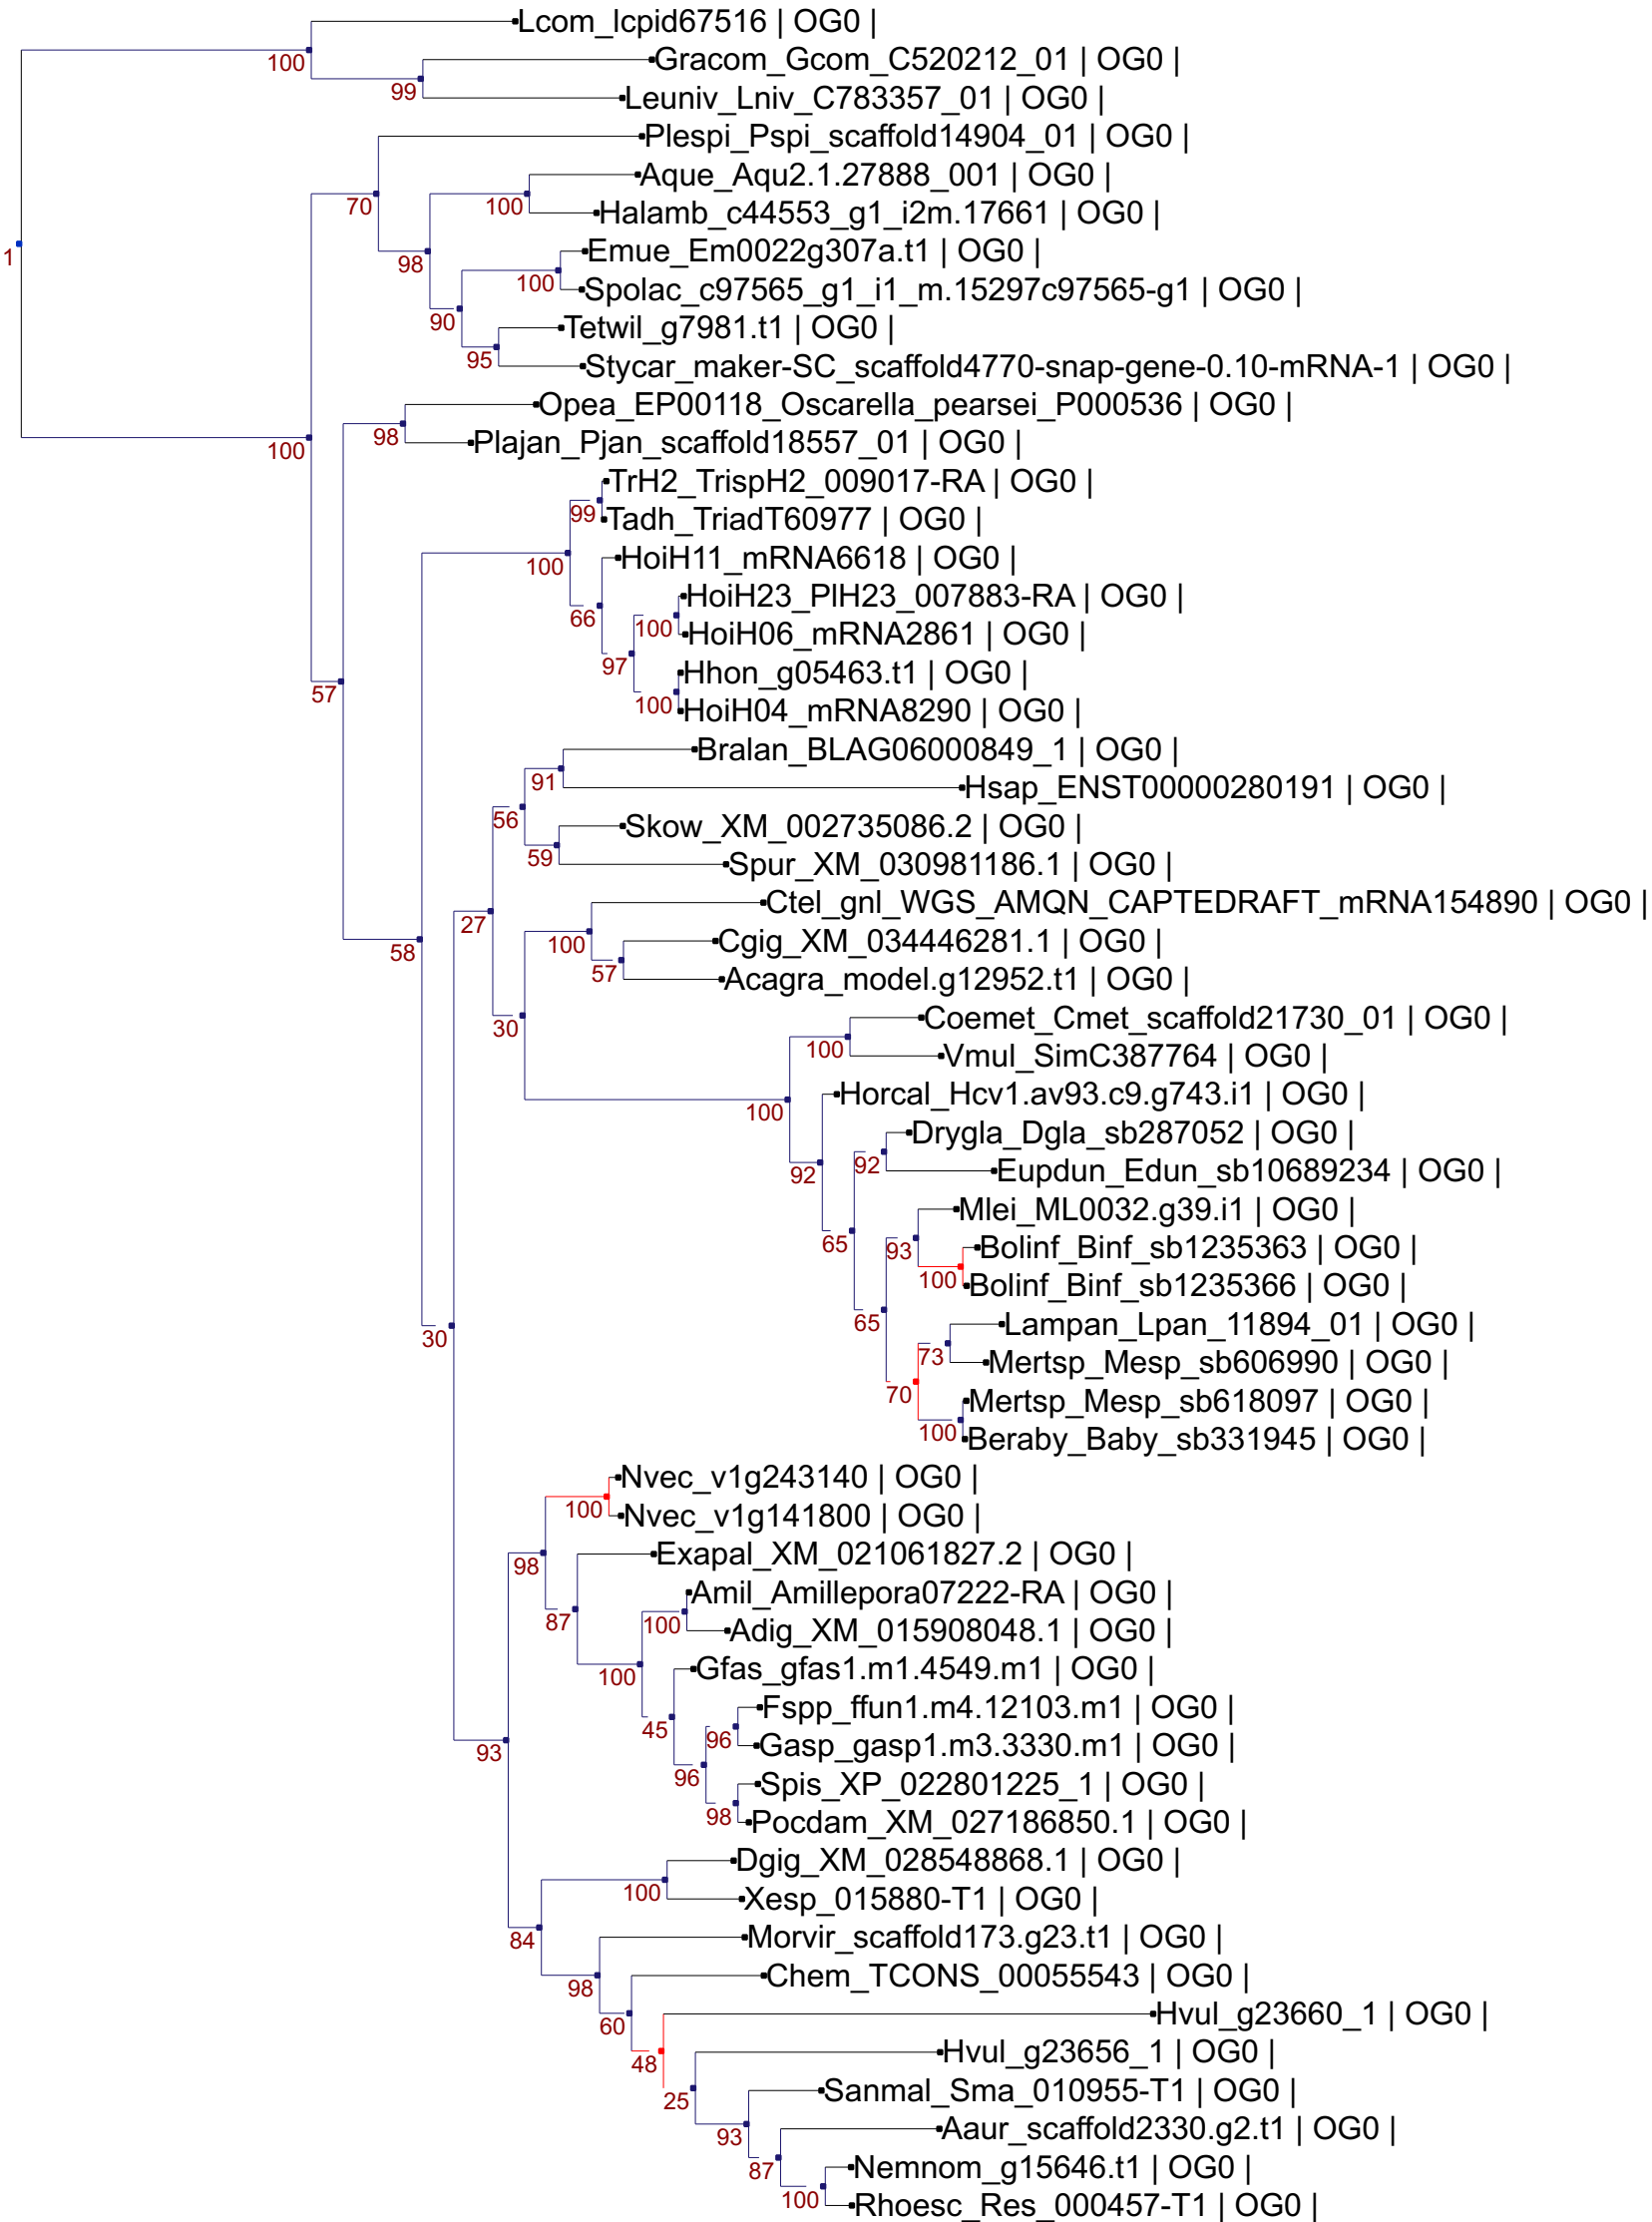 Lcom_lcpid67516 | OG0 |
100
Gracom_Gcom_C520212_01 | OG0 |
99
Leuniv_Lniv_C783357_01 | OG0 |
Plespi_Pspi_scaffold14904_01 | OG0 |
Aque_Aqu2.1.27888_001 | OG0 |
70
100
Halamb_c44553_g1_i2m.17661 | OG0 |
1
98
Emue_Em0022g307a.t1 | OG0 |
100
Spolac_c97565_g1_i1_m.15297c97565-g1 | OG0 |
90
Tetwil_g7981.t1 | OG0 |
95
Stycar_maker-SC_scaffold4770-snap-gene-0.10-mRNA-1 | OG0 |
Opea_EP00118_Oscarella_pearsei_P000536 | OG0 |
100
98
Plajan_Pjan_scaffold18557_01 | OG0 |
TrH2_TrispH2_009017-RA | OG0 |
99
Tadh_TriadT60977 | OG0 |
100
HoiH11_mRNA6618 | OG0 |
66
HoiH23_PlH23_007883-RA | OG0 |
100
HoiH06_mRNA2861 | OG0 |
97
Hhon_g05463.t1 | OG0 |
57
100
HoiH04_mRNA8290 | OG0 |
Bralan_BLAG06000849_1 | OG0 |
91
Hsap_ENST00000280191 | OG0 |
56
Skow_XM_002735086.2 | OG0 |
59
Spur_XM_030981186.1 | OG0 |
Ctel_gnl_WGS_AMQN_CAPTEDRAFT_mRNA154890 | OG0 |
27
58
100
Cgig_XM_034446281.1 | OG0 |
57
Acagra_model.g12952.t1 | OG0 |
30
Coemet_Cmet_scaffold21730_01 | OG0 |
100
Vmul_SimC387764 | OG0 |
100
Horcal_Hcv1.av93.c9.g743.i1 | OG0 |
Drygla_Dgla_sb287052 | OG0 |
92
92
Eupdun_Edun_sb10689234 | OG0 |
Mlei_ML0032.g39.i1 | OG0 |
65
93
Bolinf_Binf_sb1235363 | OG0 |
100
Bolinf_Binf_sb1235366 | OG0 |
30
65
Lampan_Lpan_11894_01 | OG0 |
73
Mertsp_Mesp_sb606990 | OG0 |
70
Mertsp_Mesp_sb618097 | OG0 |
100
Beraby_Baby_sb331945 | OG0 |
Nvec_v1g243140 | OG0 |
100
Nvec_v1g141800 | OG0 |
98
Exapal_XM_021061827.2 | OG0 |
87
Amil_Amillepora07222-RA | OG0 |
100
Adig_XM_015908048.1 | OG0 |
100
Gfas_gfas1.m1.4549.m1 | OG0 |
45
Fspp_ffun1.m4.12103.m1 | OG0 |
93
96
Gasp_gasp1.m3.3330.m1 | OG0 |
96
Spis_XP_022801225_1 | OG0 |
98
Pocdam_XM_027186850.1 | OG0 |
Dgig_XM_028548868.1 | OG0 |
100
Xesp_015880-T1 | OG0 |
84
Morvir_scaffold173.g23.t1 | OG0 |
98
Chem_TCONS_00055543 | OG0 |
60
Hvul_g23660_1 | OG0 |
48
Hvul_g23656_1 | OG0 |
25
Sanmal_Sma_010955-T1 | OG0 |
93
Aaur_scaffold2330.g2.t1 | OG0 |
87
Nemnom_g15646.t1 | OG0 |
100
Rhoesc_Res_000457-T1 | OG0 |